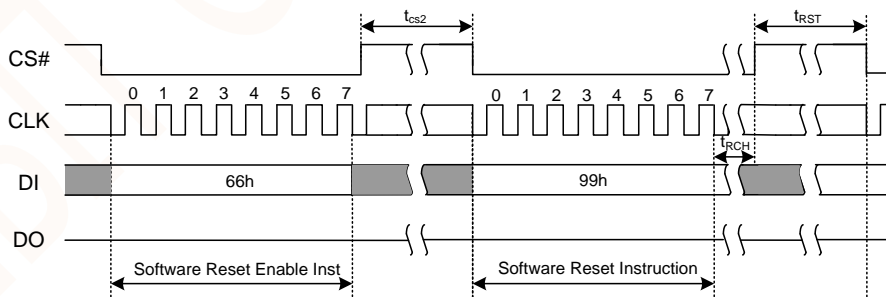 tcs2 tRST
CS#
0 1 2 3 4 5 6 7 0 1 2 3 4 5 6 7
CLK
tRCH
DI 66h 99h
DO
Software Reset Enable Inst Software Reset Instruction